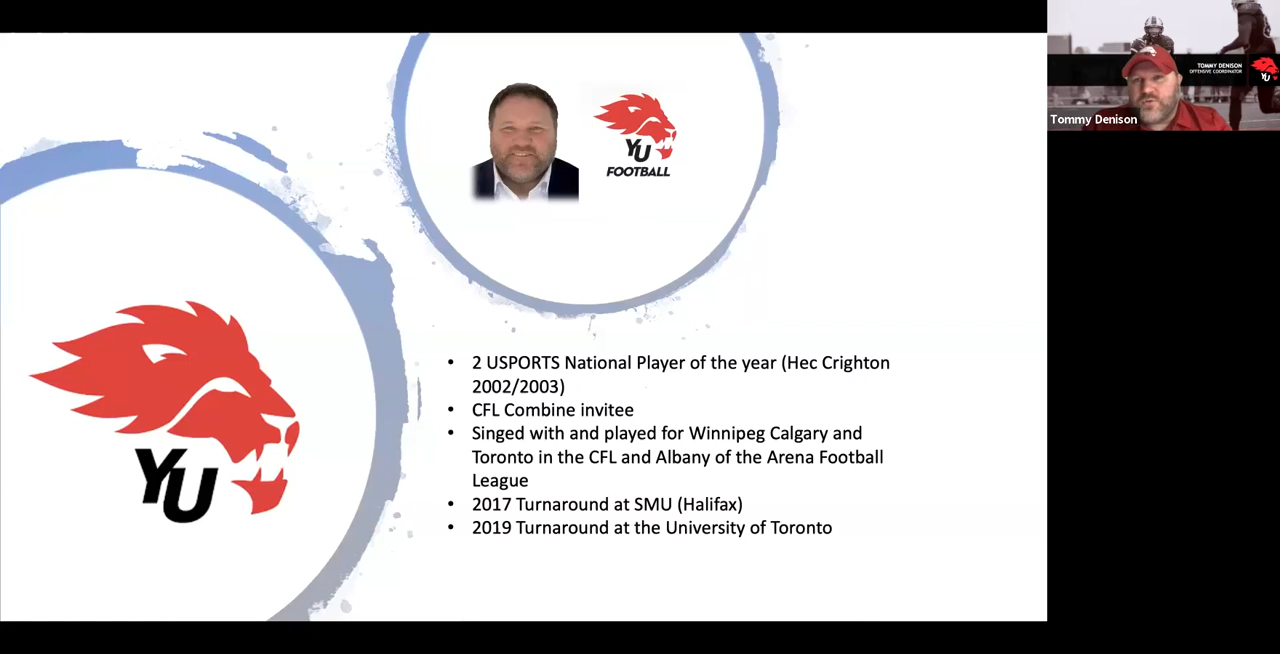 YU
FOOTBALL
YU
• 2 USPORTS National Player of the year (Hec Crighton
2002/2003)
• CFL Combine invitee
• Singed with and played for Winnipeg Calgary and
Toronto in the CFL and Albany of the Arena Football
League
• 2017 Turnaround at SMU (Halifax)
• 2019 Turnaround at the University of Toronto
TOMMY DENISON
OFFENSIVE COORDINATOR
YU
Tommy Denison